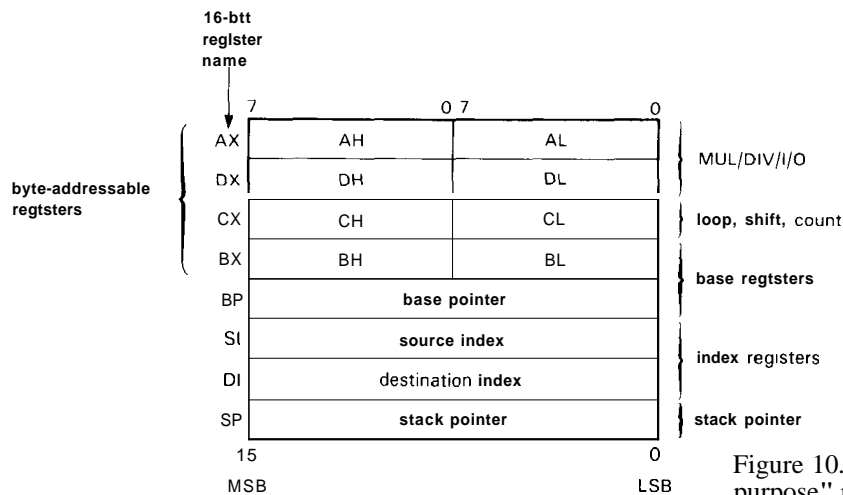 16-btt
reglster
name
7 0 7 0
AX AH AL
DX DH DL
MUL/DIV/I/O
byte-addressable
regtsters
CX CH CL loop, shift, count
BX BH BL
base regtsters
BP base pointer
Sl source index
index registers
DI destination index
SP stack pointer stack pointer
15 0
MSB LSB
Figure 10.
purpose"